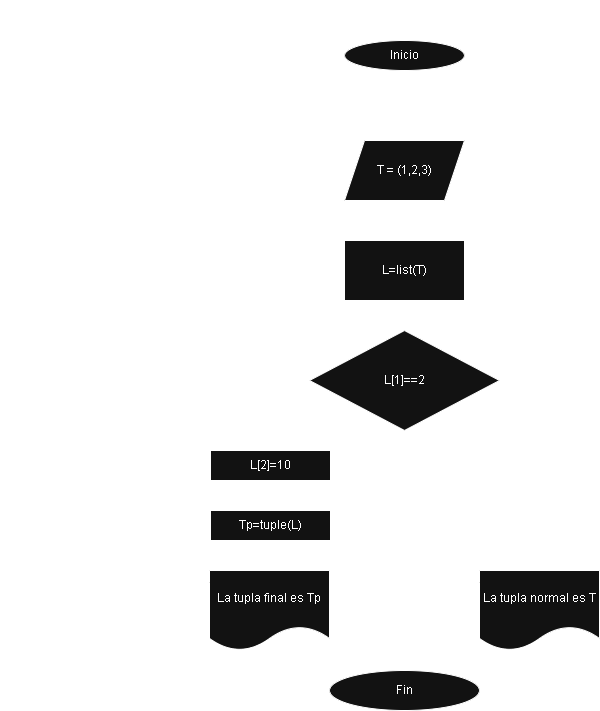 Inicio
T = (1,2,3)
L=list(T)
L[1]==2
L[2]=10
Tp=tuple(L)
La tupla final es Tp
La tupla normal es T
Fin